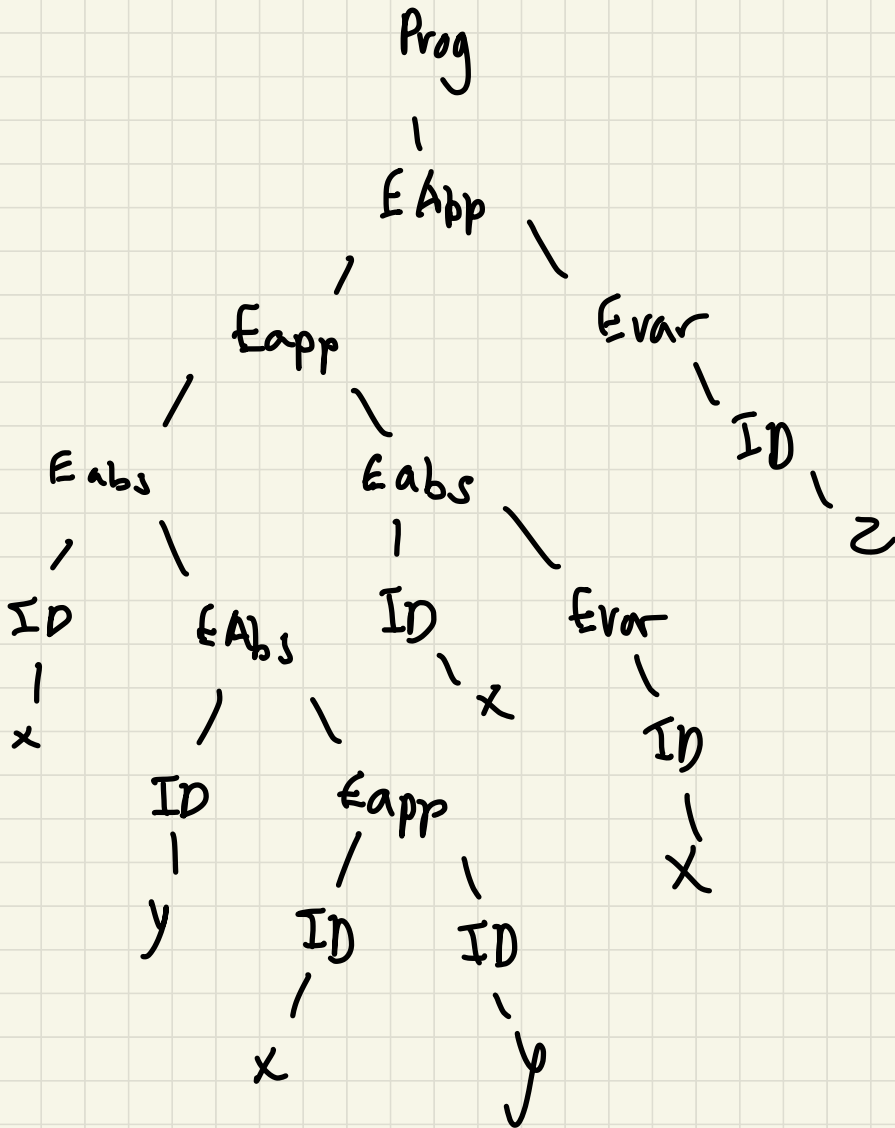 Prog
EApp
Eapp Evar
Eabs Eabs ID
z
ID EAbs ID Evar
x x ID
ID Eapp
y x
ID ID
x y